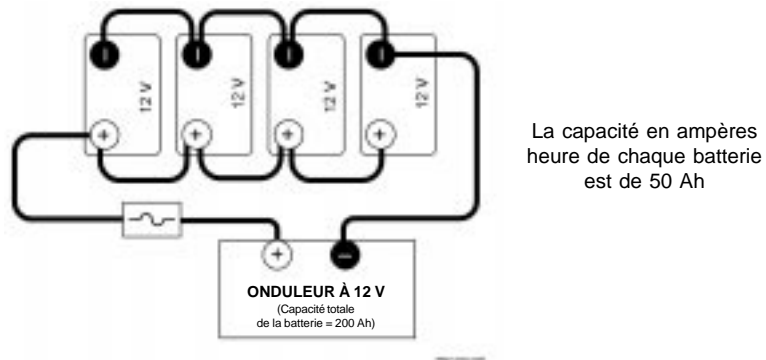 12 V
12 V
12 V
12 V
La capacité en ampères
heure de chaque batterie
est de 50 Ah
ONDULEUR À 12 V
(Capacité totale
de la batterie = 200 Ah)